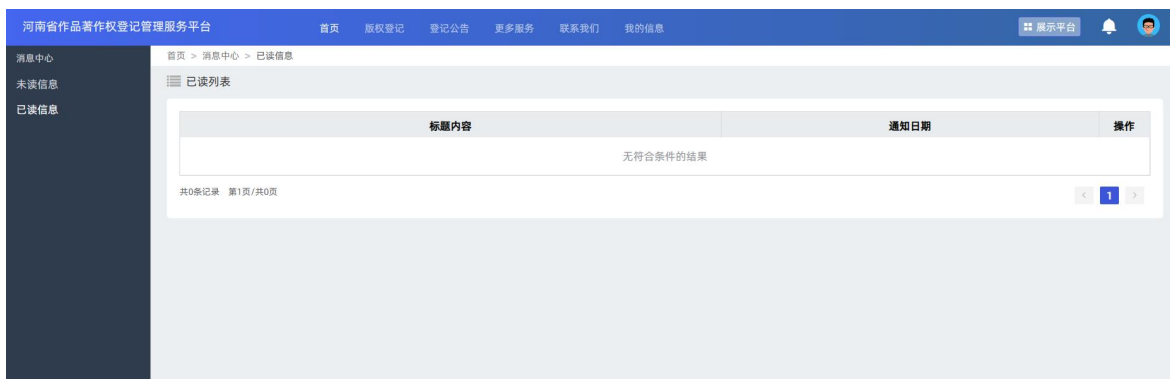 河南省作品著作权登记管理服务平台 首页 版权登记 登记公告 更多服务 联系我们 我的信息 展示平台
消息中心
未读信息
已读信息
首页 > 消息中心 > 已读信息
已读列表
标题内容 通知日期 操作
无符合条件的结果
共0条记录 第1页/共0页 < 1 >